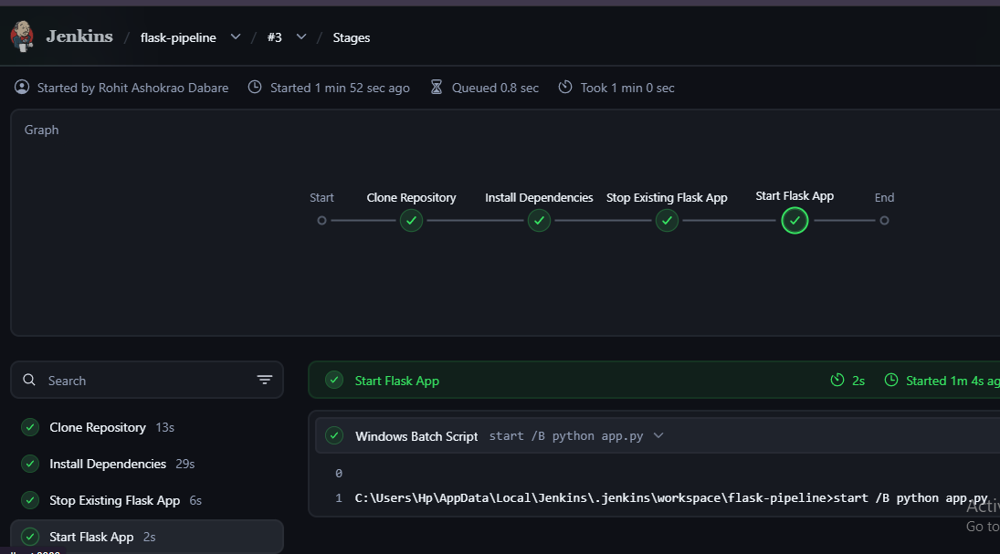 Jenkins / flask-pipeline / #3 / Stages
Started by Rohit Ashokrao Dabare Started 1 min 52 sec ago Queued 0.8 sec Took 1 min 0 sec
Graph
Start Clone Repository Install Dependencies Stop Existing Flask App Start Flask App End
Search
Start Flask App 2s Started 1m 4s ag
Clone Repository 13s
Install Dependencies 29s
Stop Existing Flask App 6s
Start Flask App 2s
Windows Batch Script start /B python app.py
0
1 C:\Users\Hp\AppData\Local\Jenkins\.jenkins\workspace\flask-pipeline>start /B python app.py
Activ
Go to